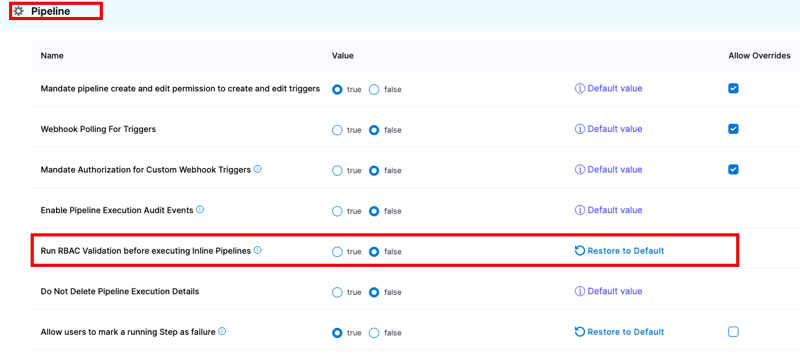 Pipeline
Name Value Allow Overrides
Mandate pipeline create and edit permission to create and edit triggers true false Default value
Webhook Polling For Triggers true false Default value
Mandate Authorization for Custom Webhook Triggers true false Default value
Enable Pipeline Execution Audit Events true false Default value
Run RBAC Validation before executing Inline Pipelines true false Restore to Default
Do Not Delete Pipeline Execution Details true false Default value
Allow users to mark a running Step as failure true false Restore to Default